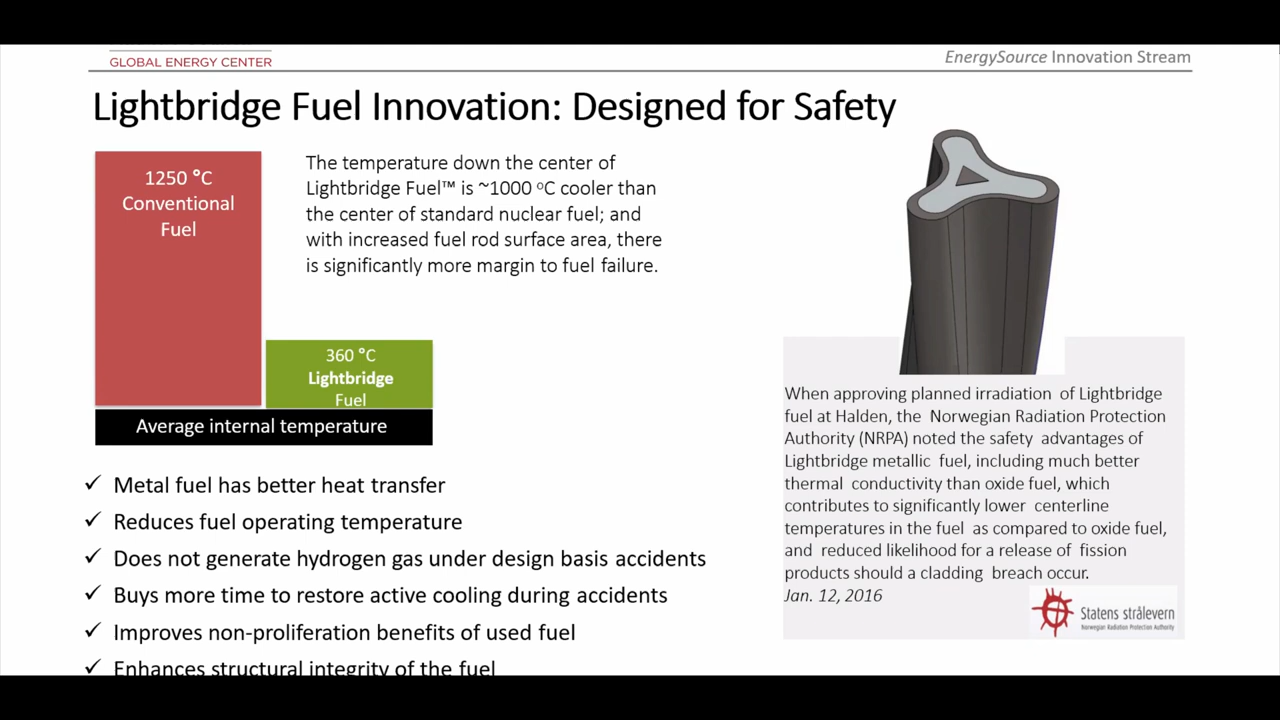 GLOBAL ENERGY CENTER
EnergySource Innovation Stream
Lightbridge Fuel Innovation: Designed for Safety
1250 °C
Conventional
Fuel
360 °C
Lightbridge
Fuel
Average internal temperature
The temperature down the center of
Lightbridge Fuel™ is ~1000 ºC cooler than
the center of standard nuclear fuel; and
with increased fuel rod surface area, there
is significantly more margin to fuel failure.
✓ Metal fuel has better heat transfer
✓ Reduces fuel operating temperature
✓ Does not generate hydrogen gas under design basis accidents
✓ Buys more time to restore active cooling during accidents
✓ Improves non-proliferation benefits of used fuel
✓ Enhances structural integrity of the fuel
When approving planned irradiation of Lightbridge
fuel at Halden, the Norwegian Radiation Protection
Authority (NRPA) noted the safety advantages of
Lightbridge metallic fuel, including much better
thermal conductivity than oxide fuel, which
contributes to significantly lower centerline
temperatures in the fuel as compared to oxide fuel,
and reduced likelihood for a release of fission
products should a cladding breach occur.
Jan. 12, 2016
Statens strålevern
Norwegian Radiation Protection Authority